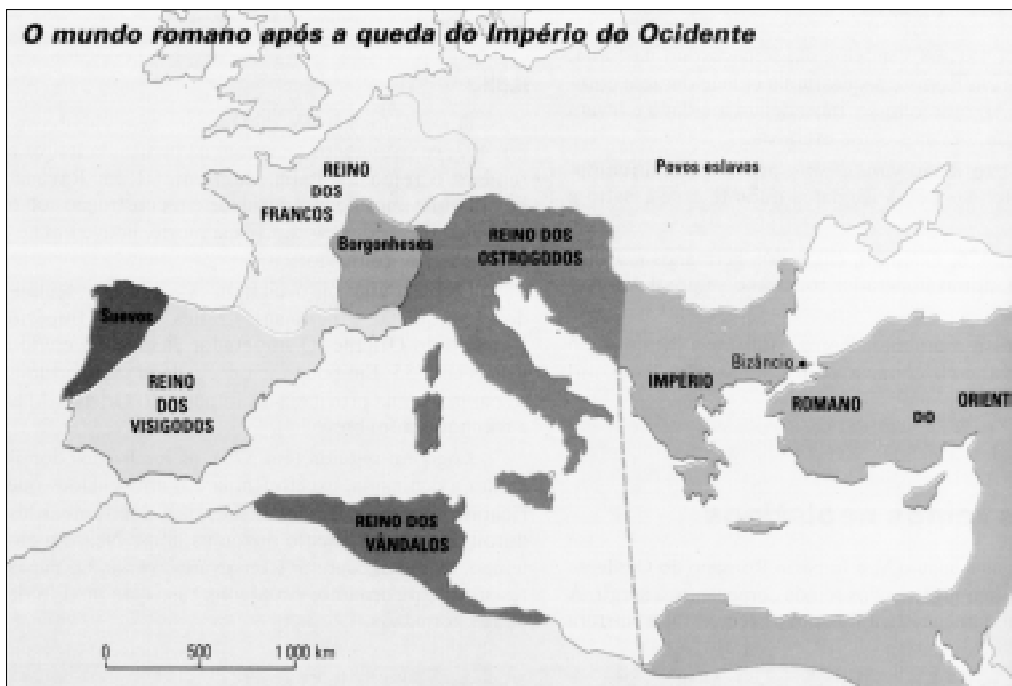 O mundo romano após a queda do Império do Ocidente
REINO
DOS
FRANCOS
Povos eslavos
Borgonheses
REINO DOS
OSTROGODOS
Suevos
REINO
DOS
VISIGODOS
Bizâncio
IMPÉRIO
ROMANO
DO
ORIENTE
REINO DOS
VÂNDALOS
0 500 1 000 km